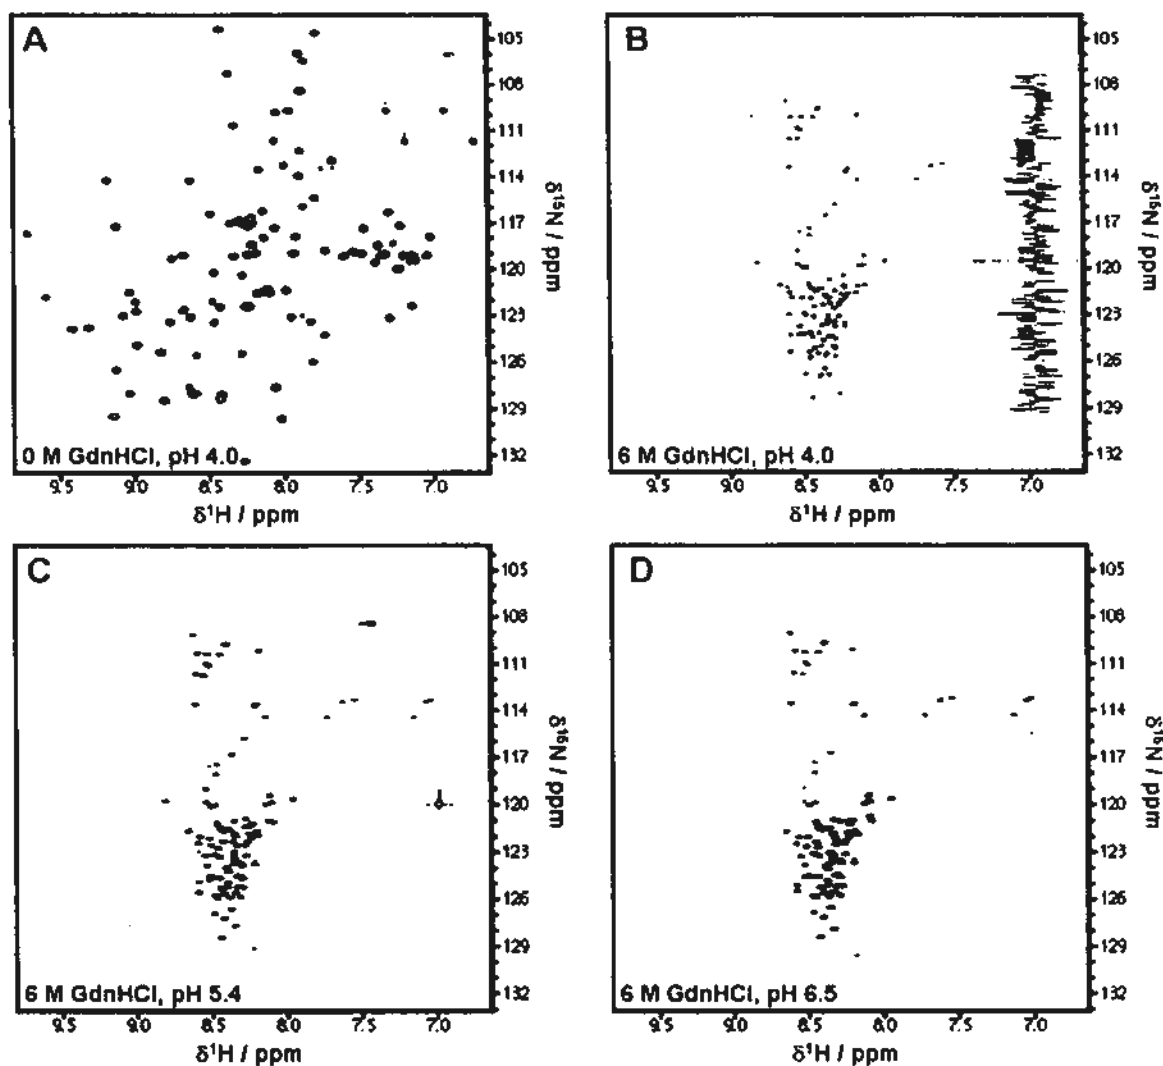 A
105
108
111
114
117
120
123
126
129
132
δ¹⁵N / ppm
0 M GdnHCl, pH 4.0
9.5 9.0 8.5 8.0 7.5 7.0
δ¹H / ppm
B
105
108
111
114
117
120
123
126
129
132
δ¹⁵N / ppm
6 M GdnHCl, pH 4.0
9.5 9.0 8.5 8.0 7.5 7.0
δ¹H / ppm
C
105
108
111
114
117
120
123
126
129
132
δ¹⁵N / ppm
6 M GdnHCl, pH 5.4
9.5 9.0 8.5 8.0 7.5 7.0
δ¹H / ppm
D
105
108
111
114
117
120
123
126
129
132
δ¹⁵N / ppm
6 M GdnHCl, pH 6.5
9.5 9.0 8.5 8.0 7.5 7.0
δ¹H / ppm